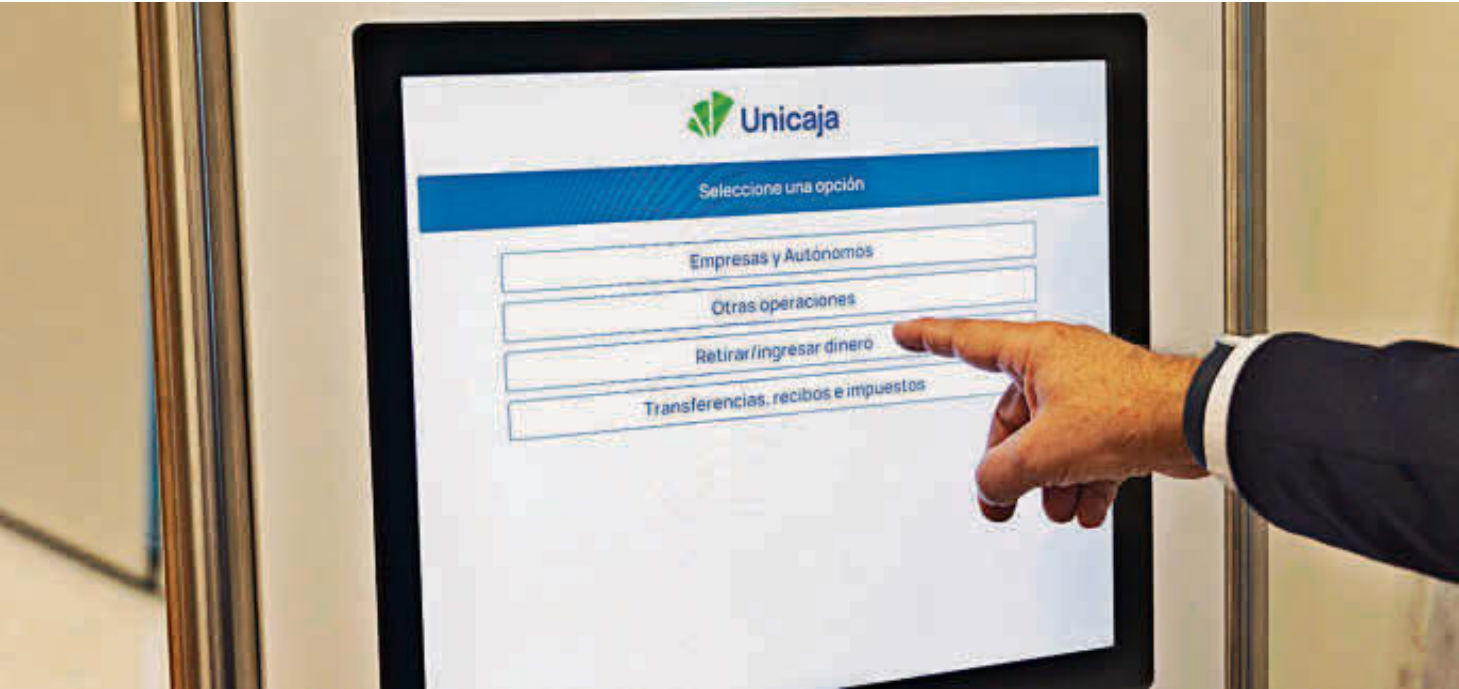 Unicaja
Seleccione una opción
Empresas y Autónomos
Otras operaciones
Retirar/ingresar dinero
Transferencias, recibos e impuestos